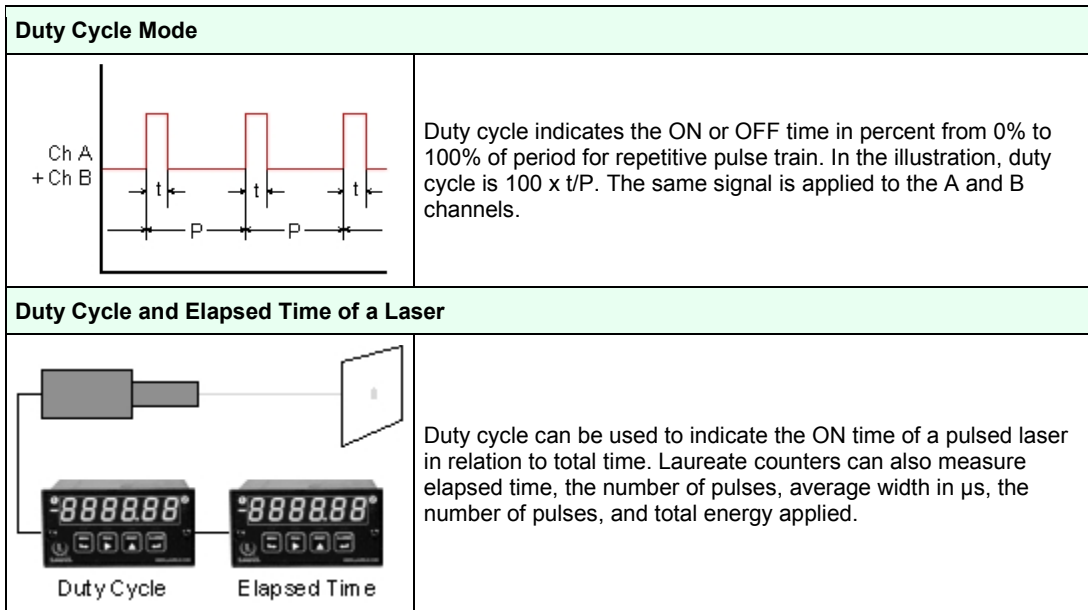 Duty Cycle Mode
Ch A
+ Ch B
t
t
t
P
P
Duty cycle indicates the ON or OFF time in percent from 0% to
100% of period for repetitive pulse train. In the illustration, duty
cycle is 100 x t/P. The same signal is applied to the A and B
channels.
Duty Cycle and Elapsed Time of a Laser
-8888.88
-8888.88
Duty Cycle
Elapsed Time
Duty cycle can be used to indicate the ON time of a pulsed laser
in relation to total time. Laureate counters can also measure
elapsed time, the number of pulses, average width in µs, the
number of pulses, and total energy applied.